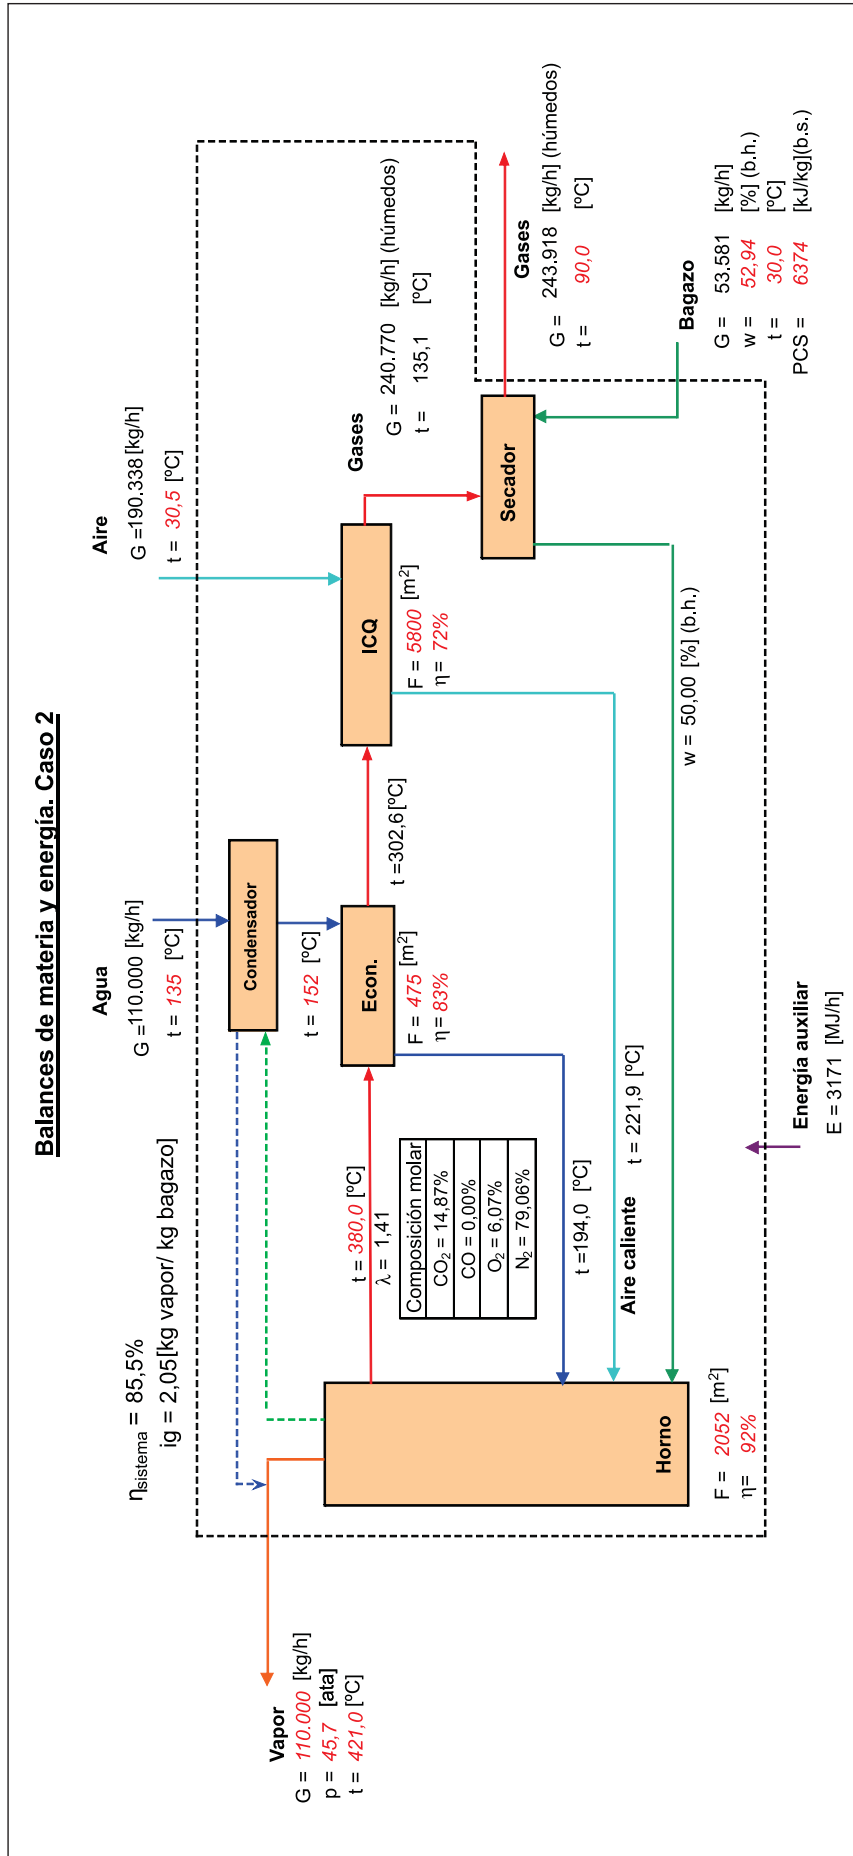 Balances de materia y energía. Caso 2
η sistema = 85,5%
ig = 2,05[kg vapor/ kg bagazo]
Agua
G =110.000 [kg/h]
t = 135 [ºC]
Aire
G =190.338 [kg/h]
t = 30,5 [ºC]
Condensador
t = 152 [ºC]
Vapor
G = 110.000 [kg/h]
p = 45,7 [ata]
t = 421,0 [ºC]
t = 380,0 [ºC]
λ = 1,41
Econ.
F = 475 [m²]
η = 83%
t =302,6 [ºC]
ICQ
F = 5800 [m²]
η = 72%
Gases
G = 240.770 [kg/h] (húmedos)
t = 135,1 [ºC]
Composición molar
CO₂ = 14,87%
CO = 0,00%
O₂ = 6,07%
N₂ = 79,06%
Secador
Gases
G = 243.918 [kg/h] (húmedos)
t = 90,0 [ºC]
t =194,0 [ºC]
Aire caliente
t = 221,9 [ºC]
w = 50,00 [%] (b.h.)
Horno
F = 2052 [m²]
η= 92%
Bagazo
G = 53.581 [kg/h]
w = 52,94 [%] (b.h.)
t = 30,0 [ºC]
PCS = 6374 [kJ/kg](b.s.)
Energía auxiliar
E = 3171 [MJ/h]